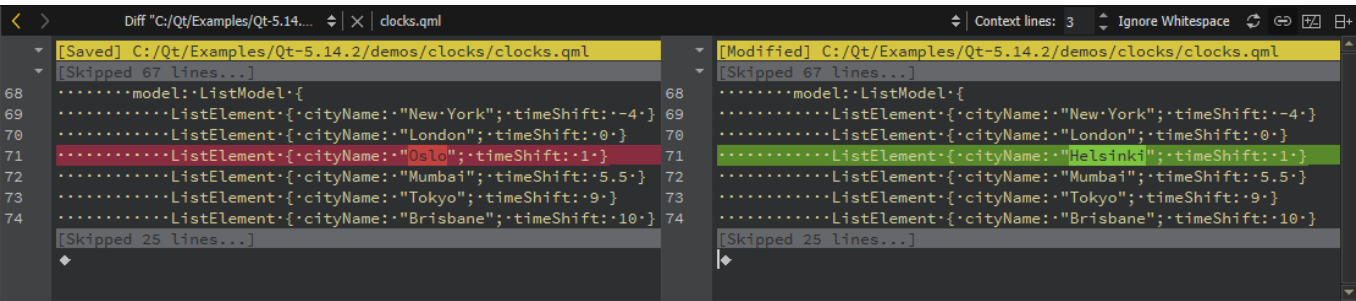 Diff "C:/Qt/Examples/Qt-5.14.... clocks.qml Context lines: 3 Ignore Whitespace
[Saved] C:/Qt/Examples/Qt-5.14.2/demos/clocks/clocks.qml
[Skipped 67 lines...]
68 ········model:·ListModel·{
69 ············ListElement·{·cityName:·"New·York";·timeShift:·-4·}
70 ············ListElement·{·cityName:·"London";·timeShift:·0·}
71 ············ListElement·{·cityName:·"Oslo";·timeShift:·1·}
72 ············ListElement·{·cityName:·"Mumbai";·timeShift:·5.5·}
73 ············ListElement·{·cityName:·"Tokyo";·timeShift:·9·}
74 ············ListElement·{·cityName:·"Brisbane";·timeShift:·10·}
[Skipped 25 lines...]
[Modified] C:/Qt/Examples/Qt-5.14.2/demos/clocks/clocks.qml
[Skipped 67 lines...]
68 ········model:·ListModel·{
69 ············ListElement·{·cityName:·"New·York";·timeShift:·-4·}
70 ············ListElement·{·cityName:·"London";·timeShift:·0·}
71 ············ListElement·{·cityName:·"Helsinki";·timeShift:·1·}
72 ············ListElement·{·cityName:·"Mumbai";·timeShift:·5.5·}
73 ············ListElement·{·cityName:·"Tokyo";·timeShift:·9·}
74 ············ListElement·{·cityName:·"Brisbane";·timeShift:·10·}
[Skipped 25 lines...]